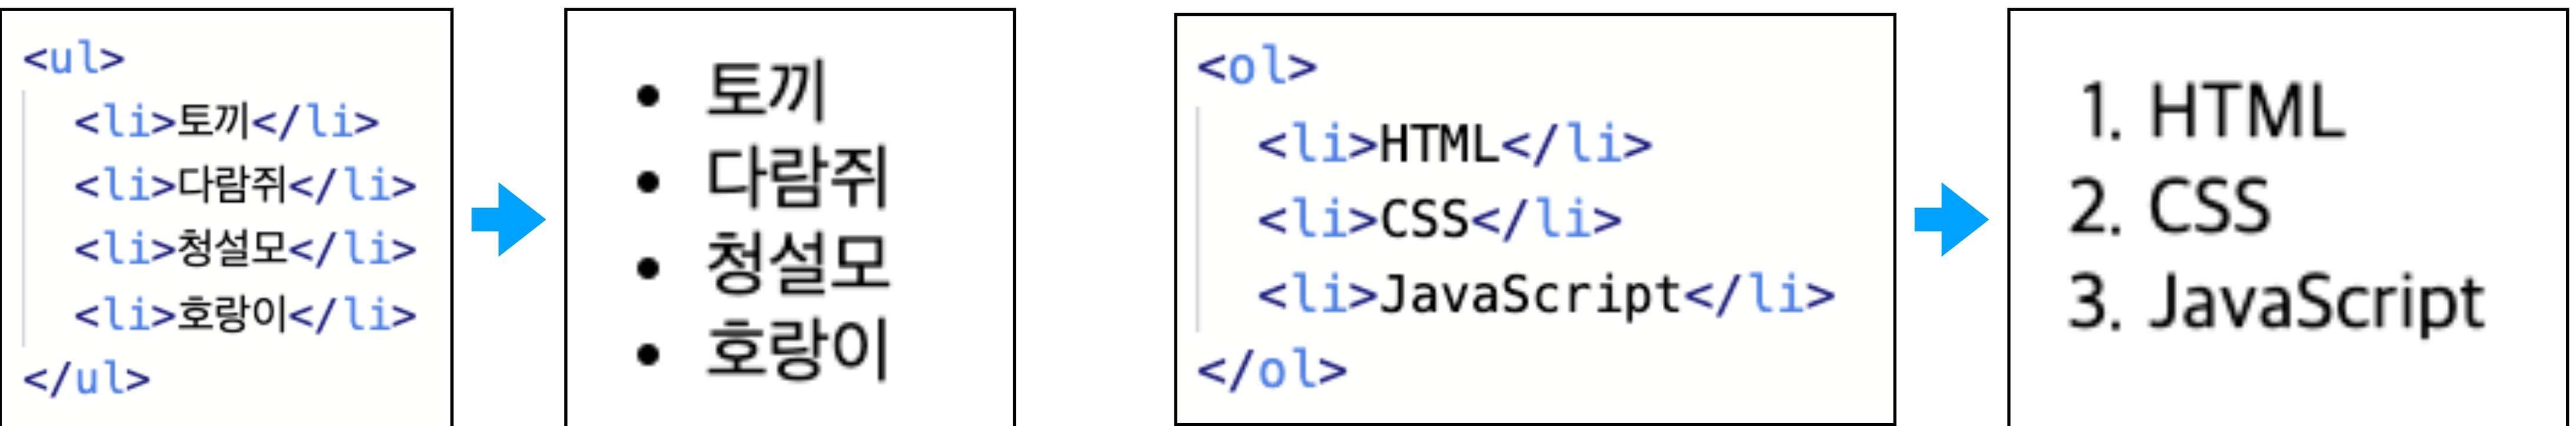 <ul>
<li>토끼</li>
<li>다람쥐</li>
<li>청설모</li>
<li>호랑이</li>
</ul>
• 토끼
• 다람쥐
• 청설모
• 호랑이
<ol>
<li>HTML</li>
<li>CSS</li>
<li>JavaScript</li>
</ol>
1. HTML
2. CSS
3. JavaScript